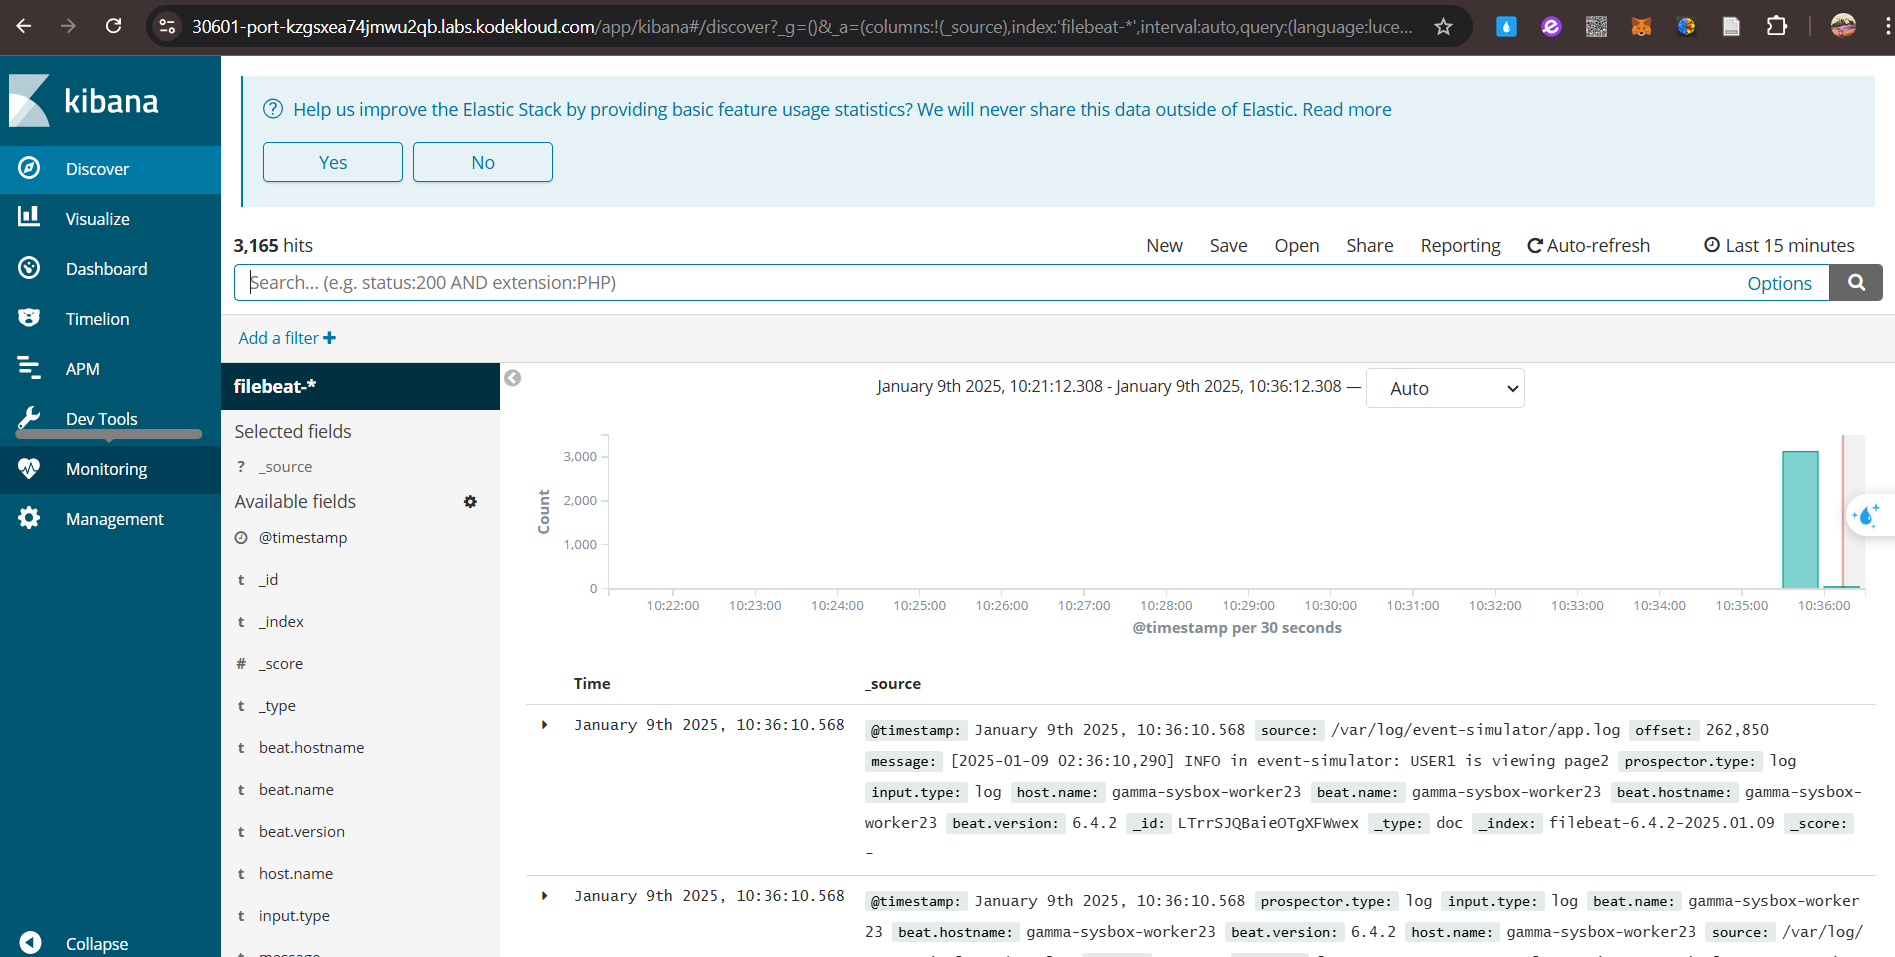 30601-port-kzgsxea74jmwu2qb.labs.kodekloud.com/app/kibana#/discover?_g=()&_a=(columns:!(_source),index:'filebeat-*',interval:auto,query:(language:luce...
kibana
Discover
Visualize
Dashboard
Timelion
APM
Dev Tools
Monitoring
Management
Collapse
Help us improve the Elastic Stack by providing basic feature usage statistics? We will never share this data outside of Elastic. Read more
Yes No
3,165 hits
New Save Open Share Reporting Auto-refresh Last 15 minutes
Search... (e.g. status:200 AND extension:PHP) Options
Add a filter +
filebeat-*
Selected fields
? _source
Available fields
@timestamp
t _id
t _index
# _score
t _type
t beat.hostname
t beat.name
t beat.version
t host.name
t input.type
message
January 9th 2025, 10:21:12.308 - January 9th 2025, 10:36:12.308 — Auto
Count
3,000
2,000
1,000
0
10:22:00 10:23:00 10:24:00 10:25:00 10:26:00 10:27:00 10:28:00 10:29:00 10:30:00 10:31:00 10:32:00 10:33:00 10:34:00 10:35:00 10:36:00
@timestamp per 30 seconds
Time _source
January 9th 2025, 10:36:10.568 @timestamp: January 9th 2025, 10:36:10.568 source: /var/log/event-simulator/app.log offset: 262,850
message: [2025-01-09 02:36:10,290] INFO in event-simulator: USER1 is viewing page2 prospector.type: log
input.type: log host.name: gamma-sysbox-worker23 beat.name: gamma-sysbox-worker23 beat.hostname: gamma-sysbox-
worker23 beat.version: 6.4.2 _id: LTrrSJQBaieOTgXFWwex _type: doc _index: filebeat-6.4.2-2025.01.09 _score:
-
January 9th 2025, 10:36:10.568 @timestamp: January 9th 2025, 10:36:10.568 prospector.type: log input.type: log beat.name: gamma-sysbox-worker
23 beat.hostname: gamma-sysbox-worker23 beat.version: 6.4.2 host.name: gamma-sysbox-worker23 source: /var/log/